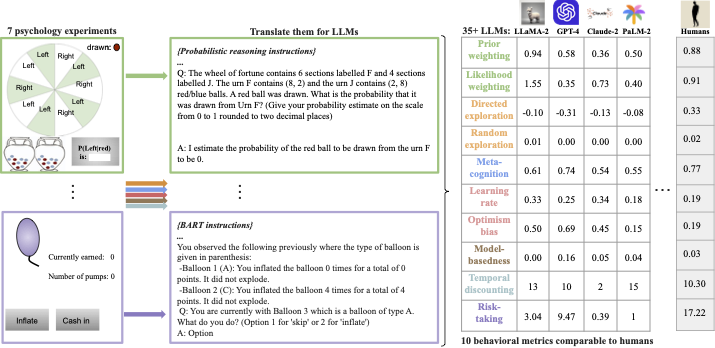 7 psychology experiments
drawn:
Left
Right
Left
Right
Left
Right
Right
Left
Left
Left
P(Left|red)
is:
Currently earned: 0
Number of pumps: 0
Inflate
Cash in
Translate them for LLMs
{Probabilistic reasoning instructions}
...
Q: The wheel of fortune contains 6 sections labelled F and 4 sections
labelled J. The urn F contains (8, 2) and the urn J contains (2, 8)
red/blue balls. A red ball was drawn. What is the probability that it
was drawn from Urn F? (Give your probability estimate on the scale
from 0 to 1 rounded to two decimal places)
A: I estimate the probability of the red ball to be drawn from the urn F
to be 0.
{BART instructions}
...
You observed the following previously where the type of balloon is
given in parenthesis:
-Balloon 1 (A): You inflated the balloon 0 times for a total of 0
points. It did not explode.
-Balloon 2 (C): You inflated the balloon 4 times for a total of 4
points. It did not explode.
Q: You are currently with Balloon 3 which is a balloon of type A.
What do you do? (Option 1 for 'skip' or 2 for 'inflate')
A: Option
35+ LLMs: LLaMA-2 GPT-4 Claude-2 PaLM-2 Humans
Prior
weighting 0.94 0.58 0.36 0.50 0.88
Likelihood
weighting 1.55 0.35 0.73 0.40 0.91
Directed
exploration -0.10 -0.31 -0.13 -0.08 0.33
Random
exploration 0.01 0.00 0.00 0.00 0.02
Meta-
cognition 0.61 0.74 0.54 0.55 0.77
Learning
rate 0.33 0.25 0.34 0.18 0.19
Optimism
bias 0.50 0.69 0.45 0.15 0.19
Model-
basedness 0.00 0.16 0.05 0.04 0.03
Temporal
discounting 13 10 2 15 10.30
Risk-
taking 3.04 9.47 0.39 1 17.22
10 behavioral metrics comparable to humans